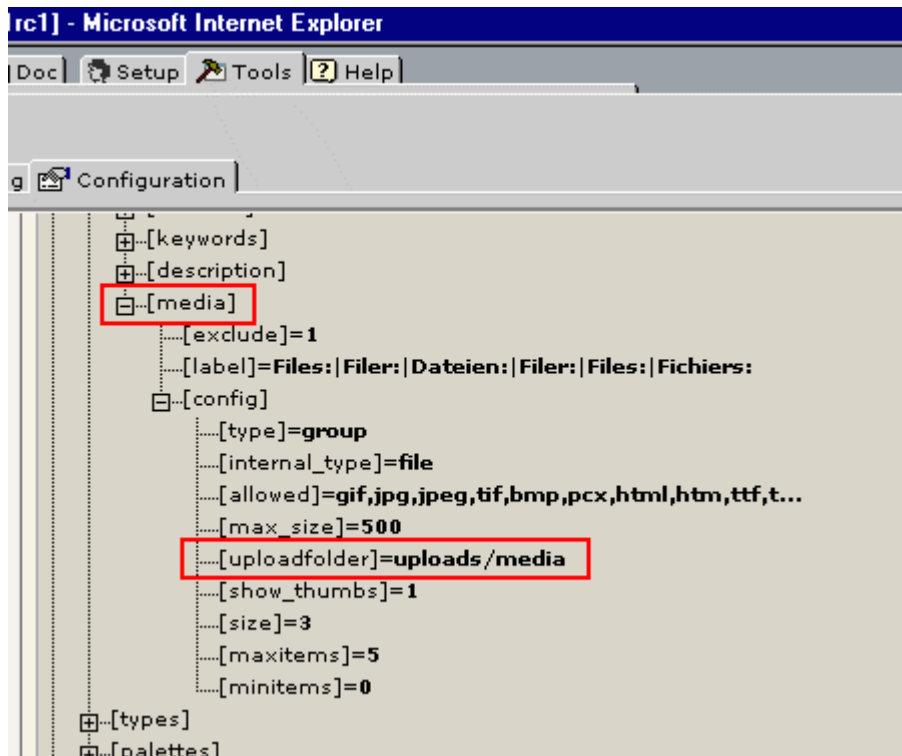 rc1] - Microsoft Internet Explorer
Doc Setup Tools Help
g Configuration
[keywords]
[description]
[media]
[exclude]=1
[label]=Files:|Filer:|Dateien:|Filer:|Files:|Fichiers:
[config]
[type]=group
[internal_type]=file
[allowed]=gif,jpg,jpeg,tif,bmp,pcx,html,htm,ttf,t...
[max_size]=500
[uploadfolder]=uploads/media
[show_thumbs]=1
[size]=3
[maxitems]=5
[minitems]=0
[types]
[palettes]